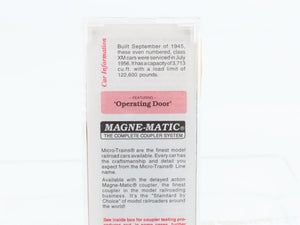 Car Information
Built September of 1945,
these even numbered, class
XM cars were serviced in July
1956. It has a capacity of 3,713
cu.ft. with a load limit of
122,600 pounds.
FEATURING
'Operating Door'
MAGNE-MATIC®
THE COMPLETE COUPLER SYSTEM
Micro-Trains® are the finest model
railroad cars available. Every car has
the craftsmanship and detail you
expect from the Micro-Trains® Line
name.
Available with the delayed action
Magne-Matic® coupler, the finest
coupler in the model railroading
business. It's the "Standard by
Choice" of model railroaders around
the world!
See inside box for coupler testing pro-